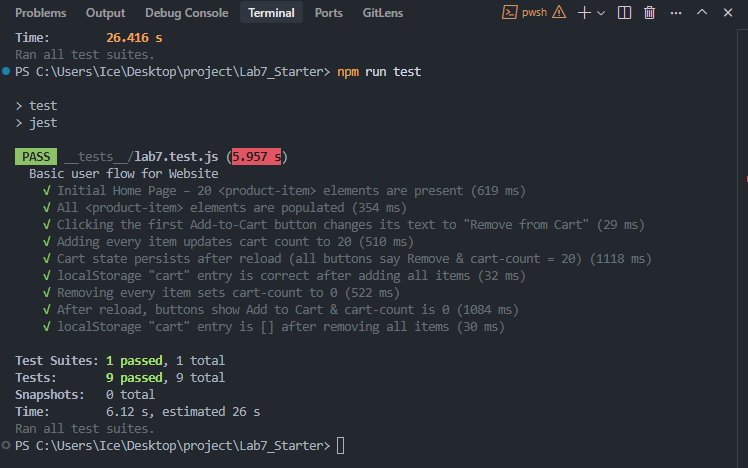 Problems Output Debug Console Terminal Ports GitLens pwsh
Time: 26.416 s
Ran all test suites.
PS C:\Users\Ice\Desktop\project\Lab7_Starter> npm run test
> test
> jest
PASS __tests__/lab7.test.js (5.957 s)
Basic user flow for Website
√ Initial Home Page – 20 <product-item> elements are present (619 ms)
√ All <product-item> elements are populated (354 ms)
√ Clicking the first Add-to-Cart button changes its text to "Remove from Cart" (29 ms)
√ Adding every item updates cart count to 20 (510 ms)
√ Cart state persists after reload (all buttons say Remove & cart-count = 20) (1118 ms)
√ localStorage "cart" entry is correct after adding all items (32 ms)
√ Removing every item sets cart-count to 0 (522 ms)
√ After reload, buttons show Add to Cart & cart-count is 0 (1084 ms)
√ localStorage "cart" entry is [] after removing all items (30 ms)
Test Suites: 1 passed, 1 total
Tests: 9 passed, 9 total
Snapshots: 0 total
Time: 6.12 s, estimated 26 s
Ran all test suites.
PS C:\Users\Ice\Desktop\project\Lab7_Starter>